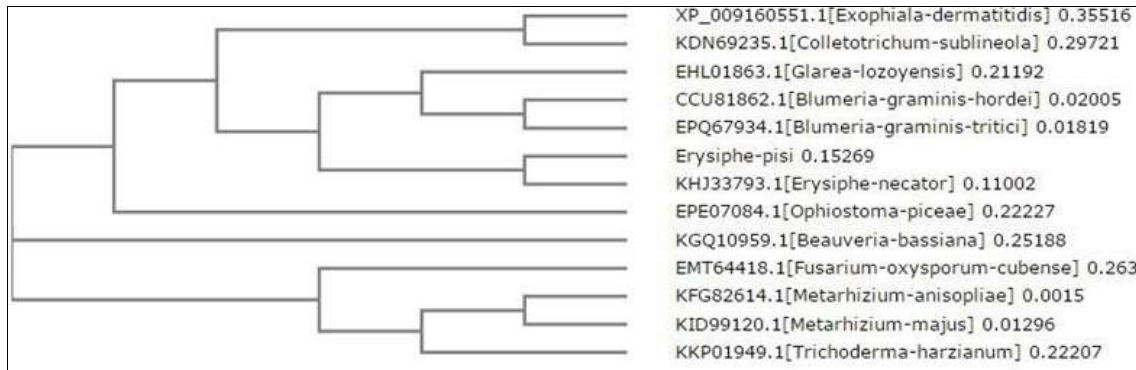 XP_009160551.1[Exophiala-dermatitidis] 0.35516
KDN69235.1[Colletotrichum-sublineola] 0.29721
EHL01863.1[Glarea-lozoyensis] 0.21192
CCU81862.1[Blumeria-graminis-hordei] 0.02005
EPQ67934.1[Blumeria-graminis-tritici] 0.01819
Erysiphe-pisi 0.15269
KHJ33793.1[Erysiphe-necator] 0.11002
EPE07084.1[Ophiostoma-piceae] 0.22227
KGQ10959.1[Beauveria-bassiana] 0.25188
EMT64418.1[Fusarium-oxysporum-cubense] 0.263
KFG82614.1[Metarhizium-anisopliae] 0.0015
KID99120.1[Metarhizium-majus] 0.01296
KKP01949.1[Trichoderma-harzianum] 0.22207